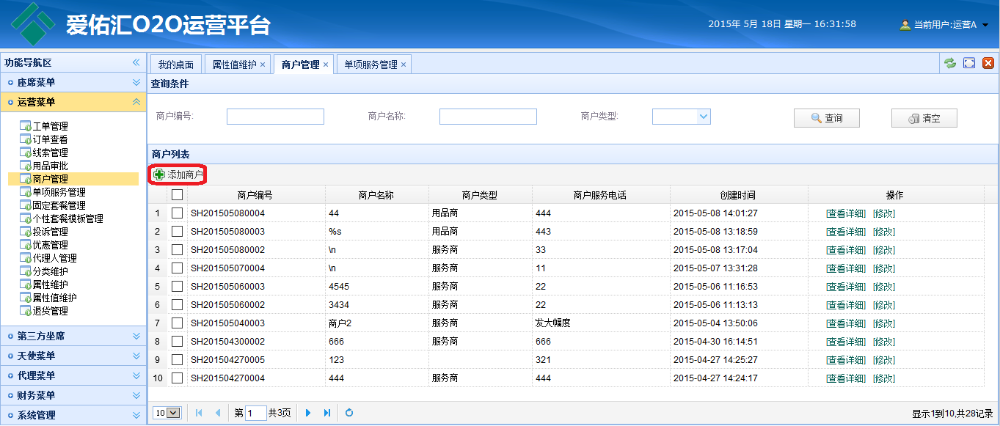 爱佑汇O2O运营平台
2015年 5月 18日 星期一 16:31:58
当前用户:运营A
功能导航区
座席菜单
运营菜单
工单管理
订单查看
线索管理
用品审批
商户管理
单项服务管理
固定套餐管理
个性套餐模板管理
投诉管理
优惠管理
代理人管理
分类维护
属性维护
属性值维护
退货管理
第三方坐席
天使菜单
代理菜单
财务菜单
系统管理
我的桌面 属性值维护 商户管理 单项服务管理
查询条件
商户编号: 商户名称: 商户类型: 查询 清空
商户列表
添加商户
商户编号 商户名称 商户类型 商户服务电话 创建时间 操作
1 SH201505080004 44 用品商 444 2015-05-08 14:01:27 [查看详细] [修改]
2 SH201505080003 %s 用品商 443 2015-05-08 13:18:59 [查看详细] [修改]
3 SH201505080002 \n 服务商 33 2015-05-08 13:17:04 [查看详细] [修改]
4 SH201505070004 \n 服务商 11 2015-05-07 13:31:28 [查看详细] [修改]
5 SH201505060003 4545 服务商 22 2015-05-06 11:16:53 [查看详细] [修改]
6 SH201505060002 3434 服务商 22 2015-05-06 11:13:13 [查看详细] [修改]
7 SH201505040003 商户2 服务商 发大幅度 2015-05-04 13:50:06 [查看详细] [修改]
8 SH201504300002 666 服务商 666 2015-04-30 16:14:51 [查看详细] [修改]
9 SH201504270005 123 321 2015-04-27 14:25:27 [查看详细] [修改]
10 SH201504270004 444 服务商 444 2015-04-27 14:24:17 [查看详细] [修改]
10 第 1 共3页 显示1到10,共28记录